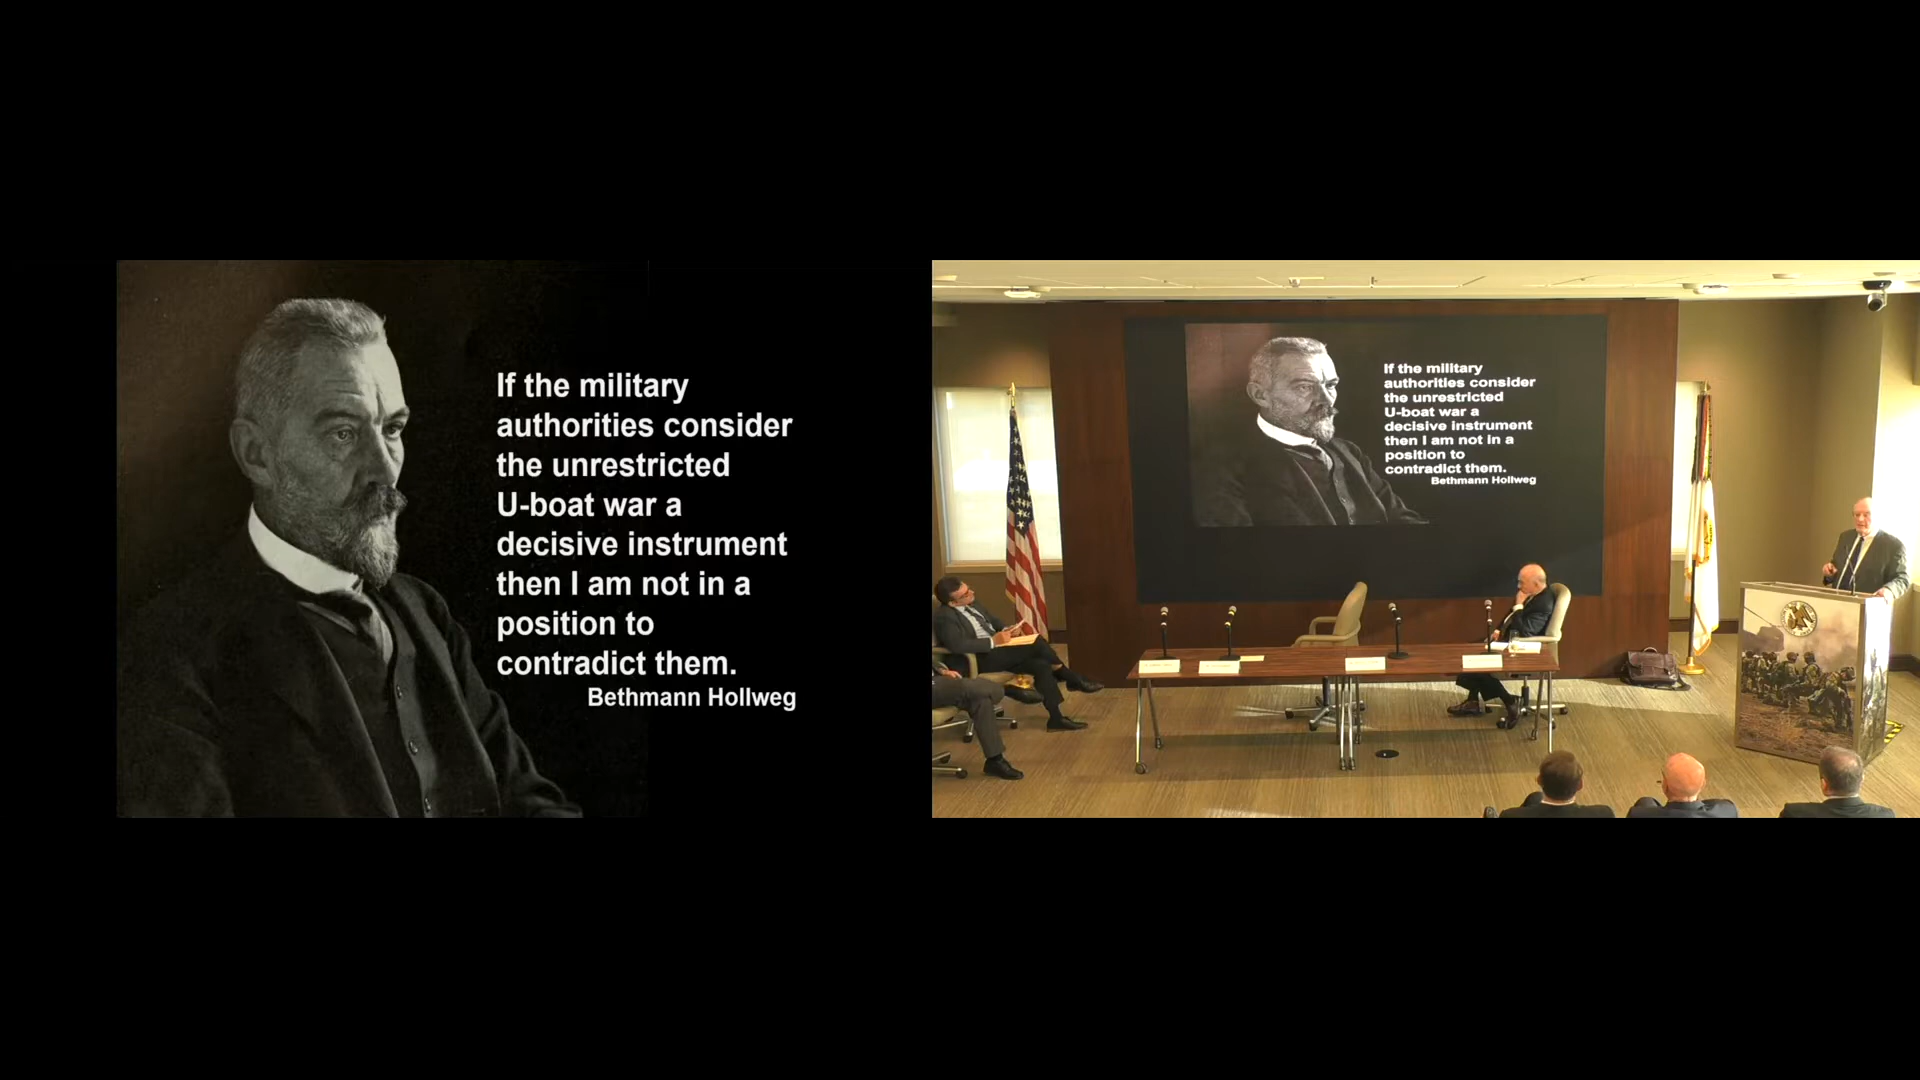 If the military
authorities consider
the unrestricted
U-boat war a
decisive instrument
then I am not in a
position to
contradict them.
Bethmann Hollweg
If the military
authorities consider
the unrestricted
U-boat war a
decisive instrument
then I am not in a
position to
contradict them.
Bethmann Hollweg